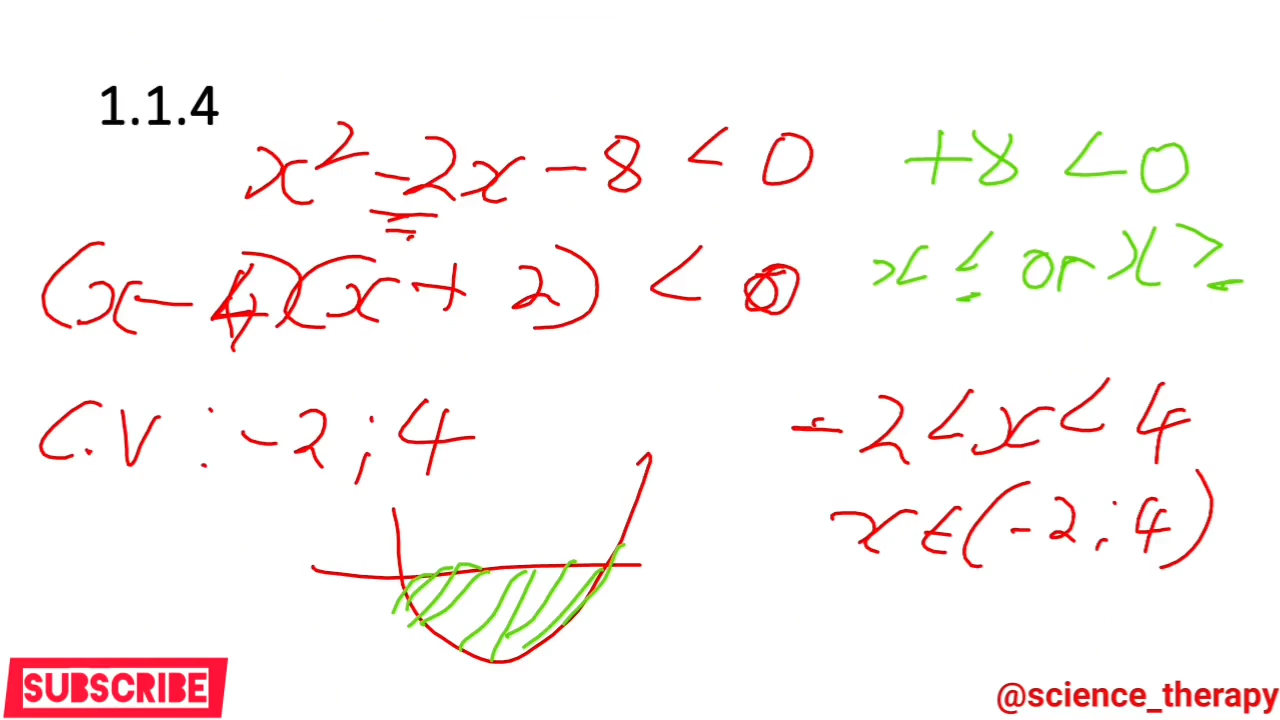 1.1.4
x² - 2x - 8 < 0
+8 < 0
(x - 4)(x + 2) < 0
x ≤ or x ≥
C.V : -2 ; 4
-2 < x < 4
x ∈ (-2 ; 4)
SUBSCRIBE
@science_therapy